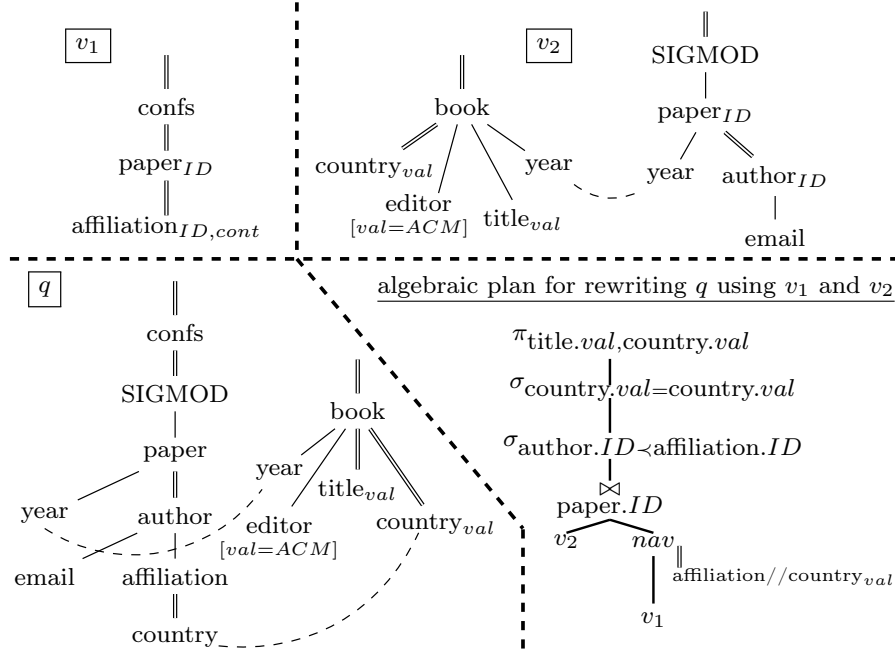 v1
confs
paperID
affiliationID,cont
v2
book
countryval
editor
[val=ACM]
titleval
year
SIGMOD
paperID
year
authorID
email
q
confs
SIGMOD
paper
year
author
email
affiliation
country
book
year
editor
[val=ACM]
titleval
countryval
algebraic plan for rewriting q using v1 and v2
πtitle.val,country.val
σcountry.val=country.val
σauthor.ID≺affiliation.ID
⋈
paper.ID
v2
nav
affiliation//countryval
v1